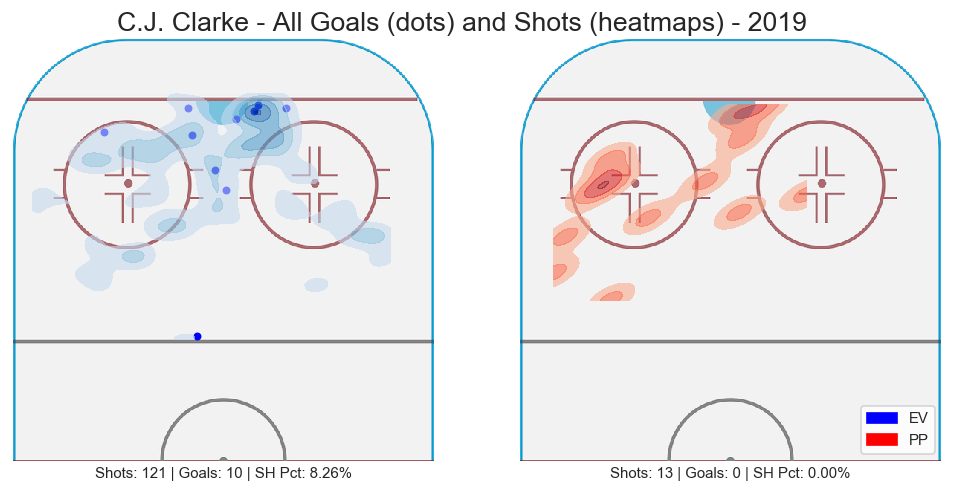 C.J. Clarke - All Goals (dots) and Shots (heatmaps) - 2019
EV
PP
Shots: 121 | Goals: 10 | SH Pct: 8.26%
Shots: 13 | Goals: 0 | SH Pct: 0.00%